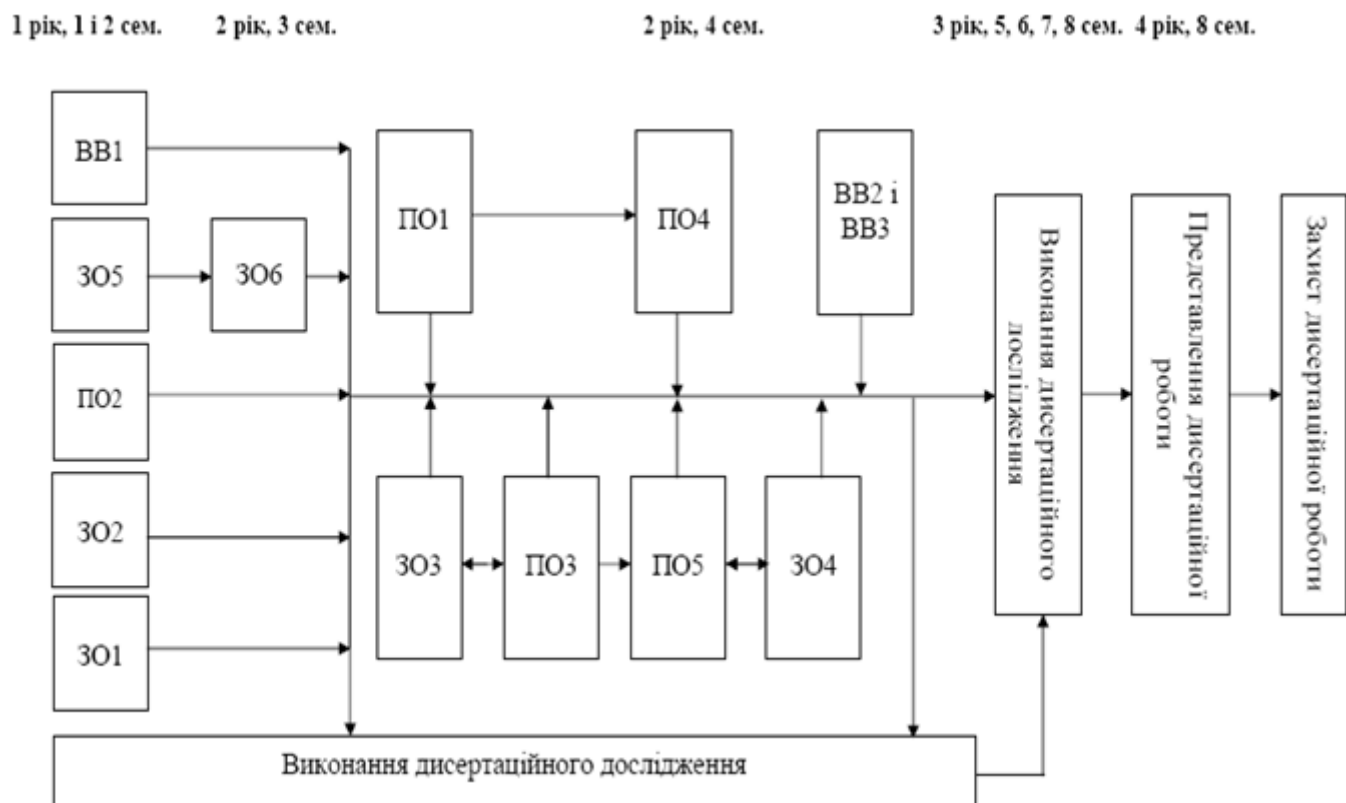 1 рік, 1 і 2 сем.
2 рік, 3 сем.
2 рік, 4 сем.
3 рік, 5, 6, 7, 8 сем.
4 рік, 8 сем.
ВВ1
ЗО5
ЗО6
ПО2
ЗО2
ЗО1
ПО1
ПО4
ВВ2 і
ВВ3
ЗО3
ПО3
ПО5
ЗО4
Виконання дисертаційного
дослідження
Представлення дисертаційної
роботи
Захист дисертаційної роботи
Виконання дисертаційного дослідження